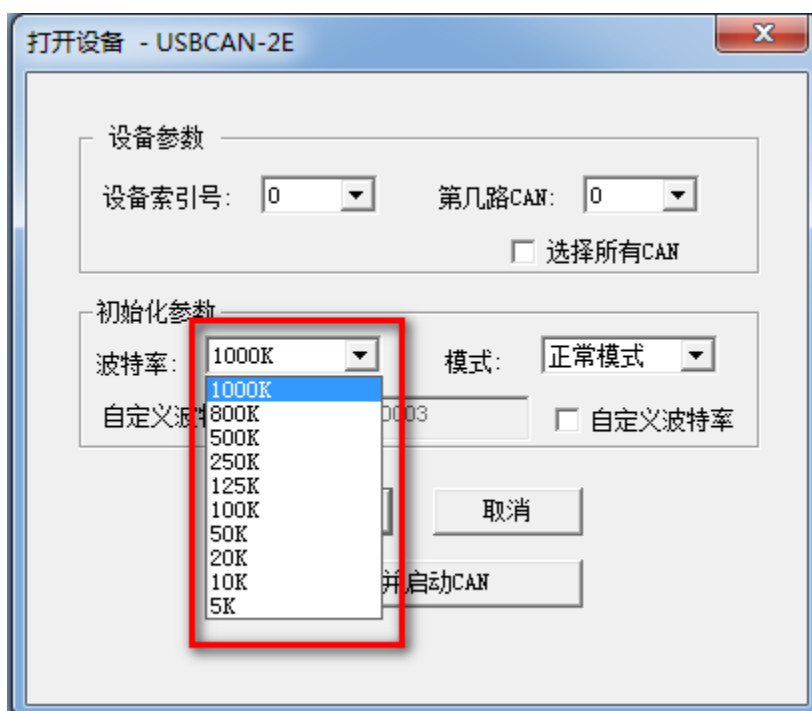 打开设备 - USBCAN-2E
设备参数
设备索引号: 0 第几路CAN: 0
选择所有CAN
初始化参数
波特率: 1000K 模式: 正常模式
1000K
自定义波 0003 自定义波特率
800K
500K
250K
125K
100K 取消
50K
20K
10K 并启动CAN
5K